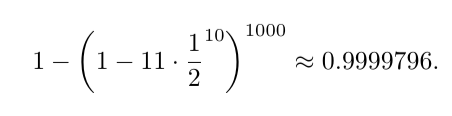 1 − (1 − 11 · 1/2^10)^1000 ≈ 0.9999796.